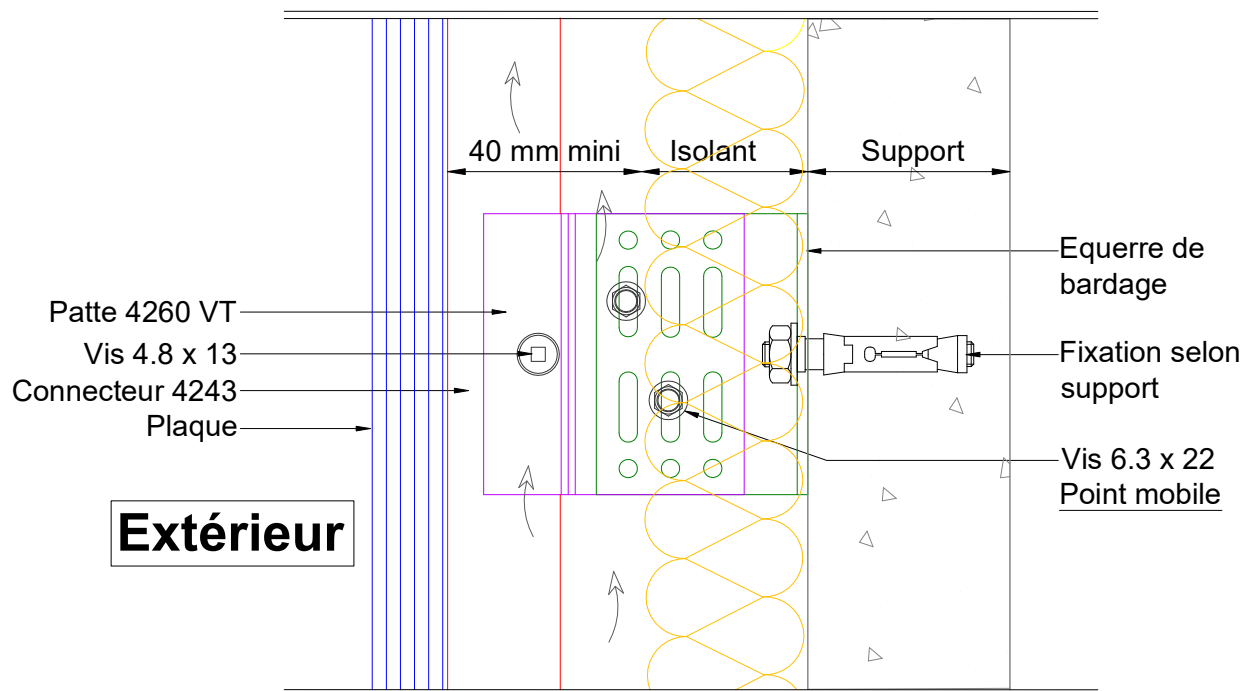 40 mm mini
Isolant
Support
Equerre de
bardage
Patte 4260 VT
Vis 4.8 x 13
Connecteur 4243
Plaque
Fixation selon
support
Vis 6.3 x 22
Point mobile
Extérieur